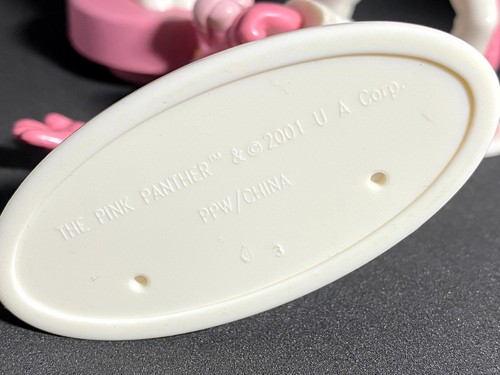 THE PINK PANTHER™ & © 2001 U A Corp.
PPW/CHINA
3